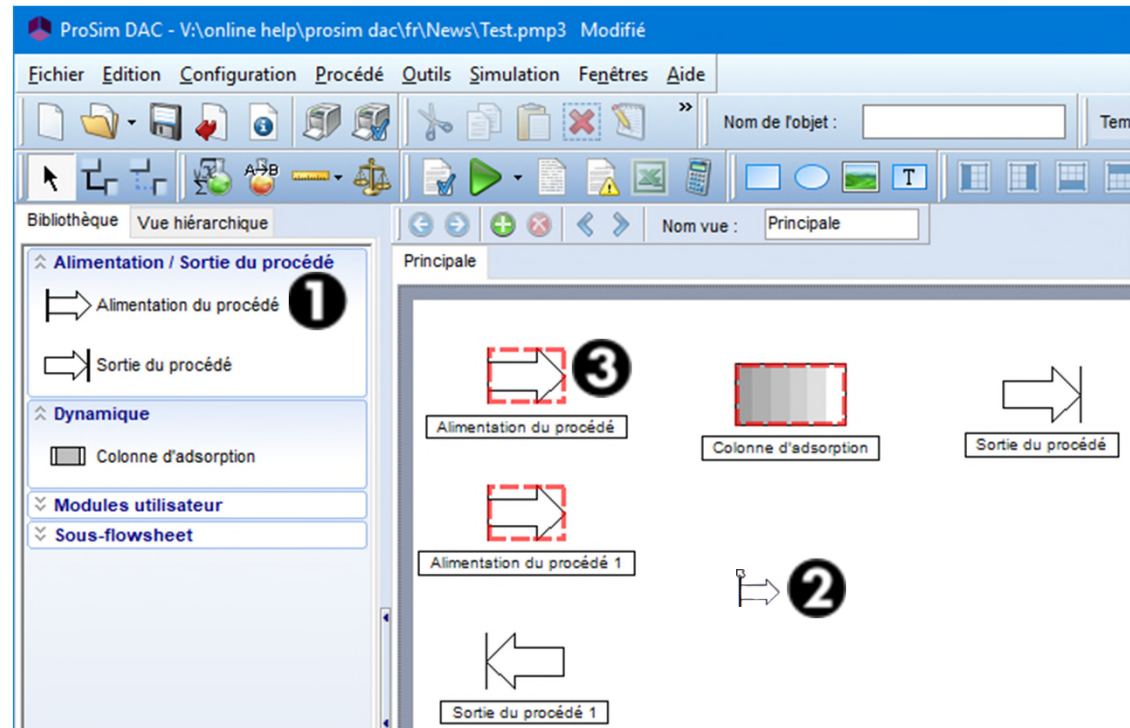 ProSim DAC - V:\online help\prosim dac\fr\News\Test.pmp3 Modifié
Fichier Edition Configuration Procédé Outils Simulation Fenêtres Aide
» Nom de l'objet : Tem
Σ A→B T
Bibliothèque Vue hiérarchique
Nom vue : Principale
Principale
Alimentation / Sortie du procédé
Alimentation du procédé 1
Sortie du procédé
Dynamique
Colonne d'adsorption
Modules utilisateur
Sous-flowsheet
3
Alimentation du procédé
Colonne d'adsorption
Sortie du procédé
Alimentation du procédé 1
2
Sortie du procédé 1